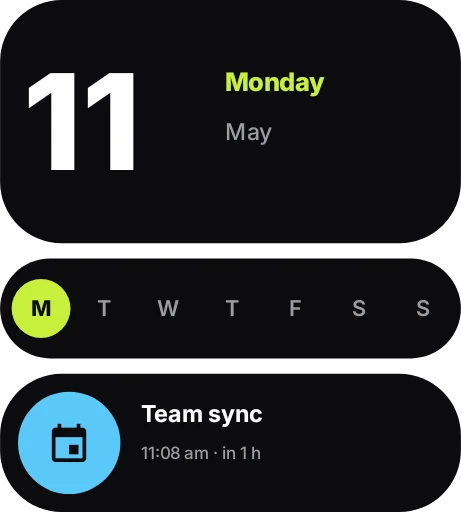 11
Monday
May
M T W T F S S
Team sync
11:08 am · in 1 h